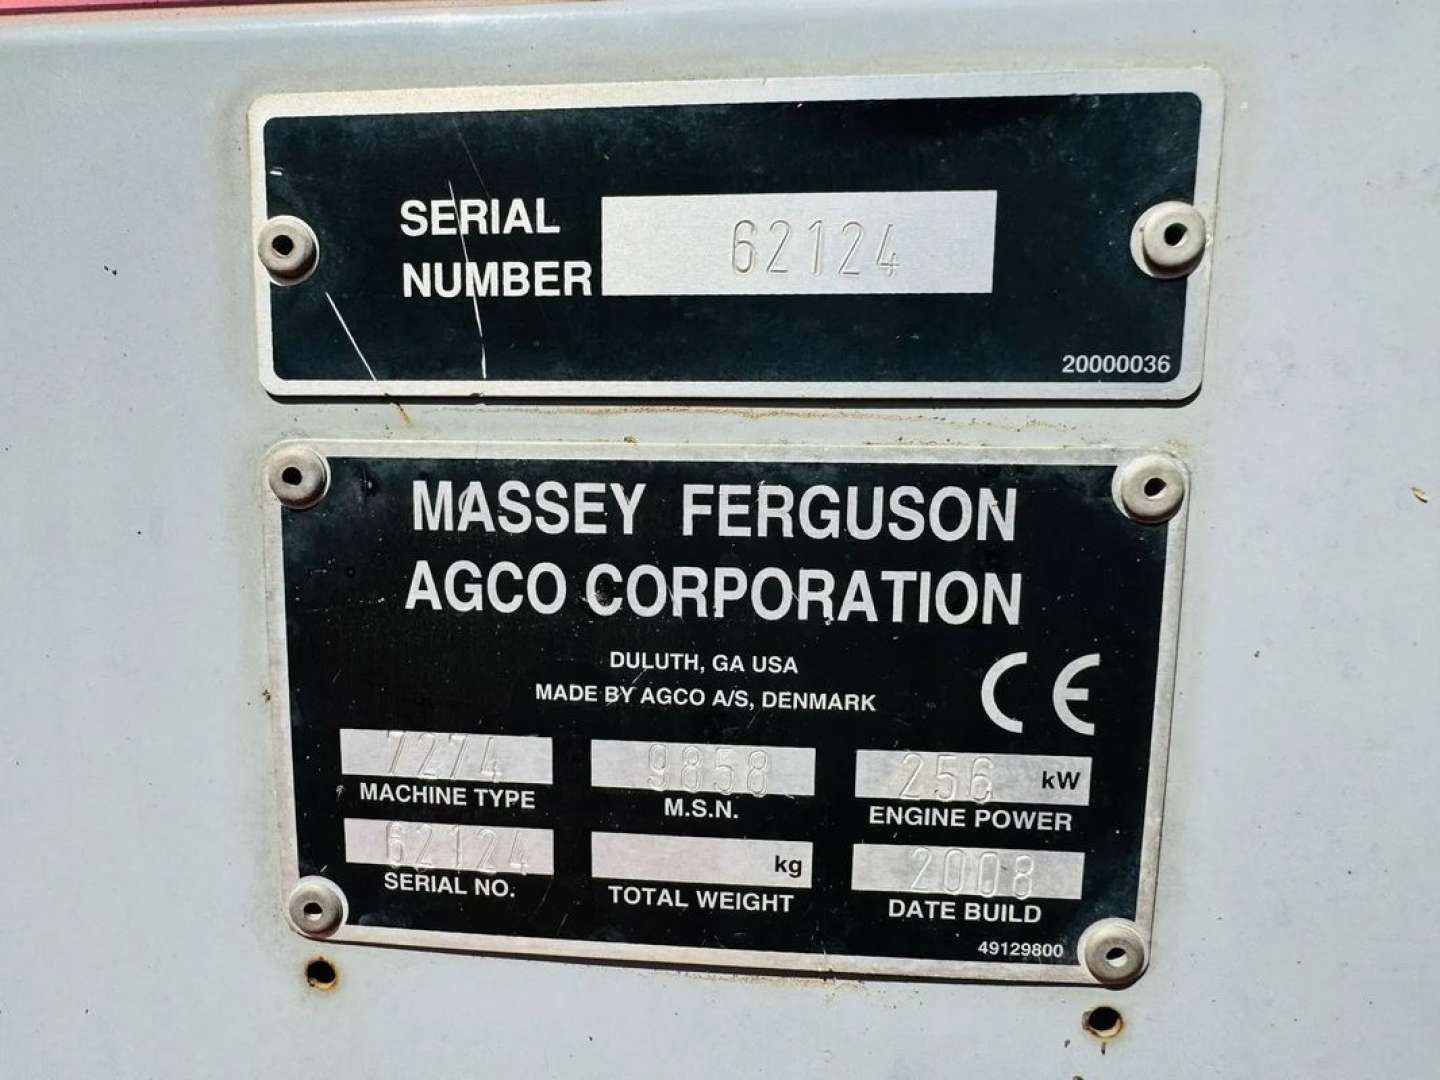 SERIAL
NUMBER
62124
20000036
MASSEY FERGUSON
AGCO CORPORATION
DULUTH, GA USA
MADE BY AGCO A/S, DENMARK
CE
7274
MACHINE TYPE
9858
M.S.N.
256 kW
ENGINE POWER
62124
SERIAL NO.
kg
TOTAL WEIGHT
2008
DATE BUILD
49129800